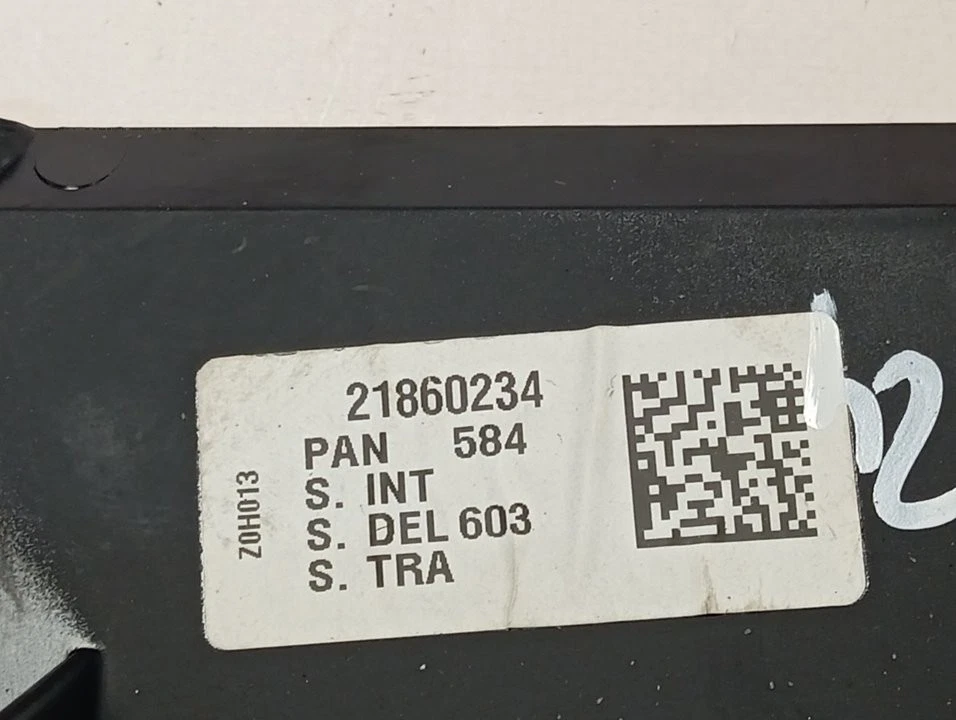 21860234
PAN 584
S. INT
S. DEL 603
S. TRA
Z0H013